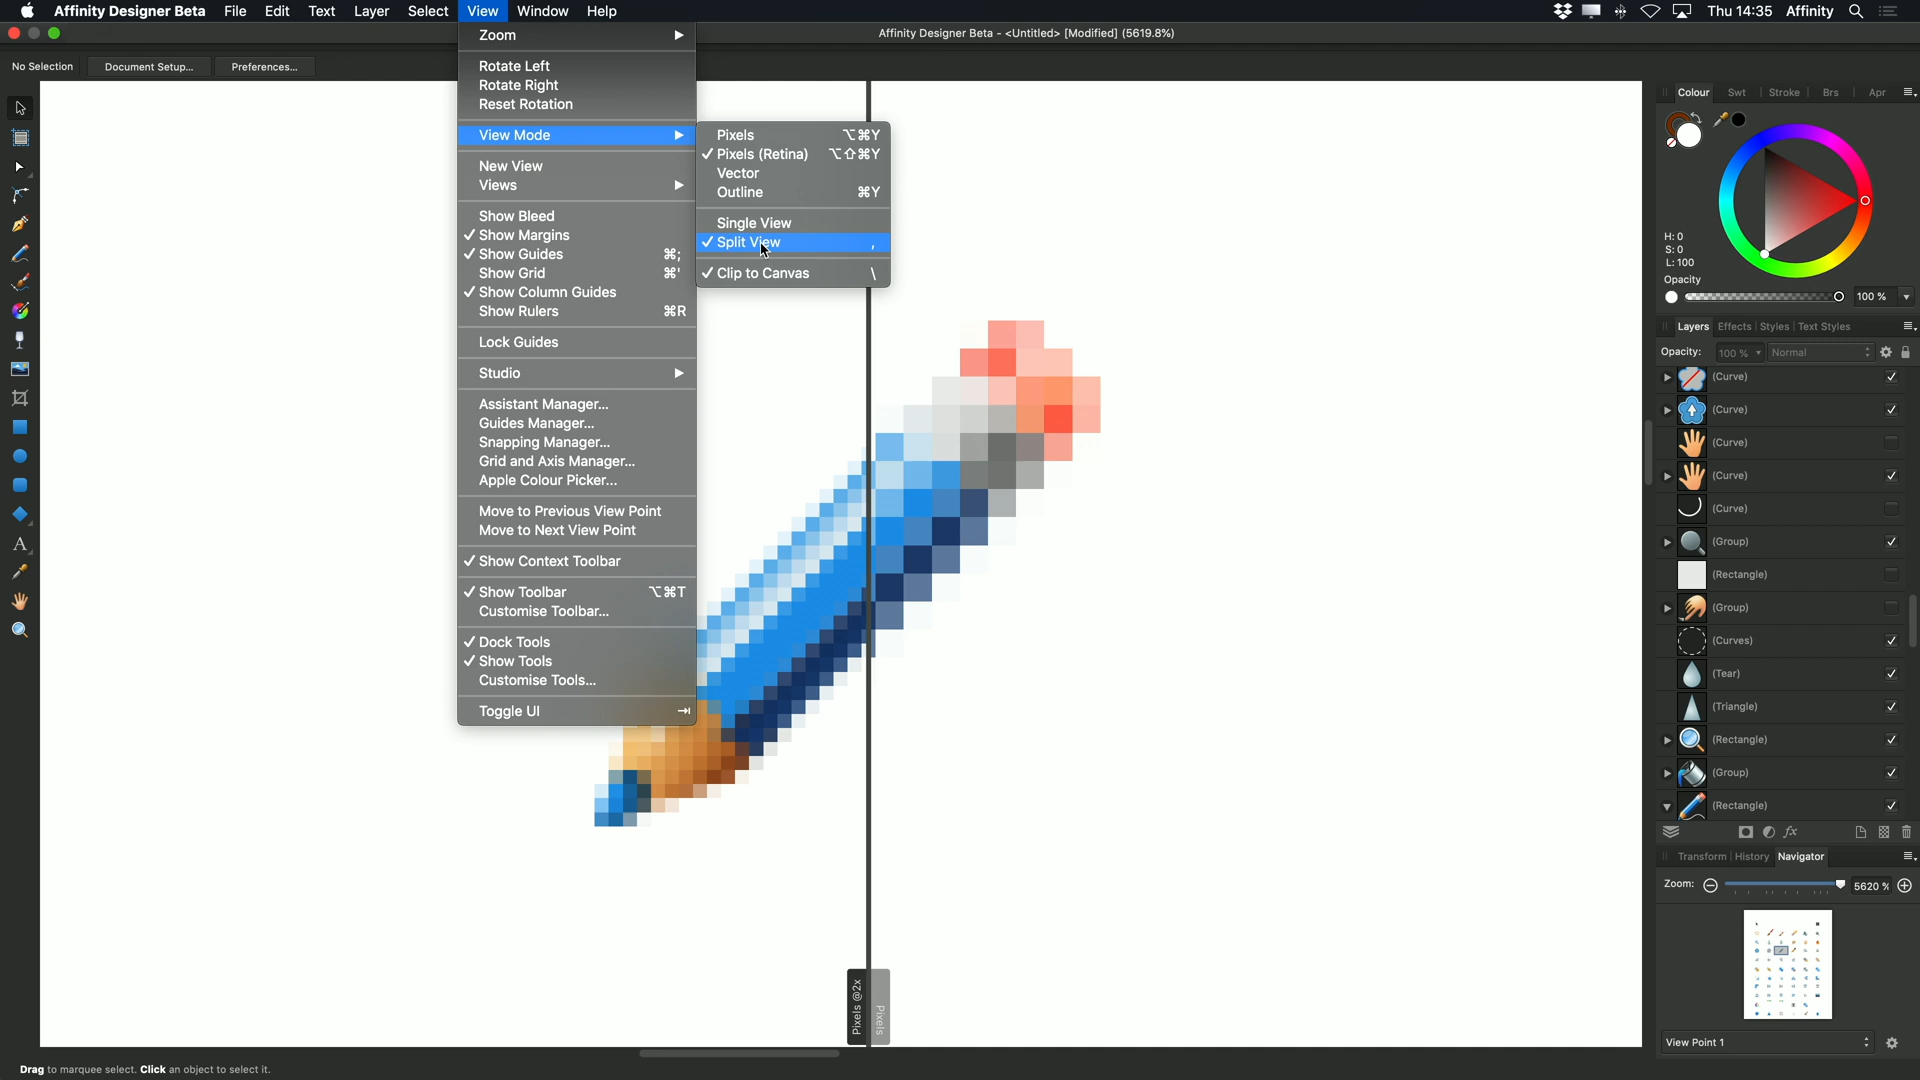 Affinity Designer Beta File Edit Text Layer Select View Window Help Thu 14:35 Affinity
Affinity Designer Beta - <Untitled> [Modified] (5619.8%)
No Selection Document Setup... Preferences...
Zoom
Rotate Left
Rotate Right
Reset Rotation
View Mode
New View
Views
Show Bleed
✓ Show Margins
✓ Show Guides ⌘;
Show Grid ⌘'
✓ Show Column Guides
Show Rulers ⌘R
Lock Guides
Studio
Assistant Manager...
Guides Manager...
Snapping Manager...
Grid and Axis Manager...
Apple Colour Picker...
Move to Previous View Point
Move to Next View Point
✓ Show Context Toolbar
✓ Show Toolbar ⌥⌘T
Customise Toolbar...
✓ Dock Tools
✓ Show Tools
Customise Tools...
Toggle UI ⇥
Pixels ⌥⌘Y
✓ Pixels (Retina) ⌥⇧⌘Y
Vector
Outline ⌘Y
Single View
✓ Split View ,
✓ Clip to Canvas \
Pixels @2x
Pixels
Colour Swt Stroke Brs Apr
H: 0
S: 0
L: 100
Opacity
100 %
Layers Effects Styles Text Styles
Opacity: 100 % Normal
(Curve)
(Curve)
(Curve)
(Curve)
(Curve)
(Group)
(Rectangle)
(Group)
(Curves)
(Tear)
(Triangle)
(Rectangle)
(Group)
(Rectangle)
fx
Transform History Navigator
Zoom: 5620 %
View Point 1
Drag to marquee select. Click an object to select it.